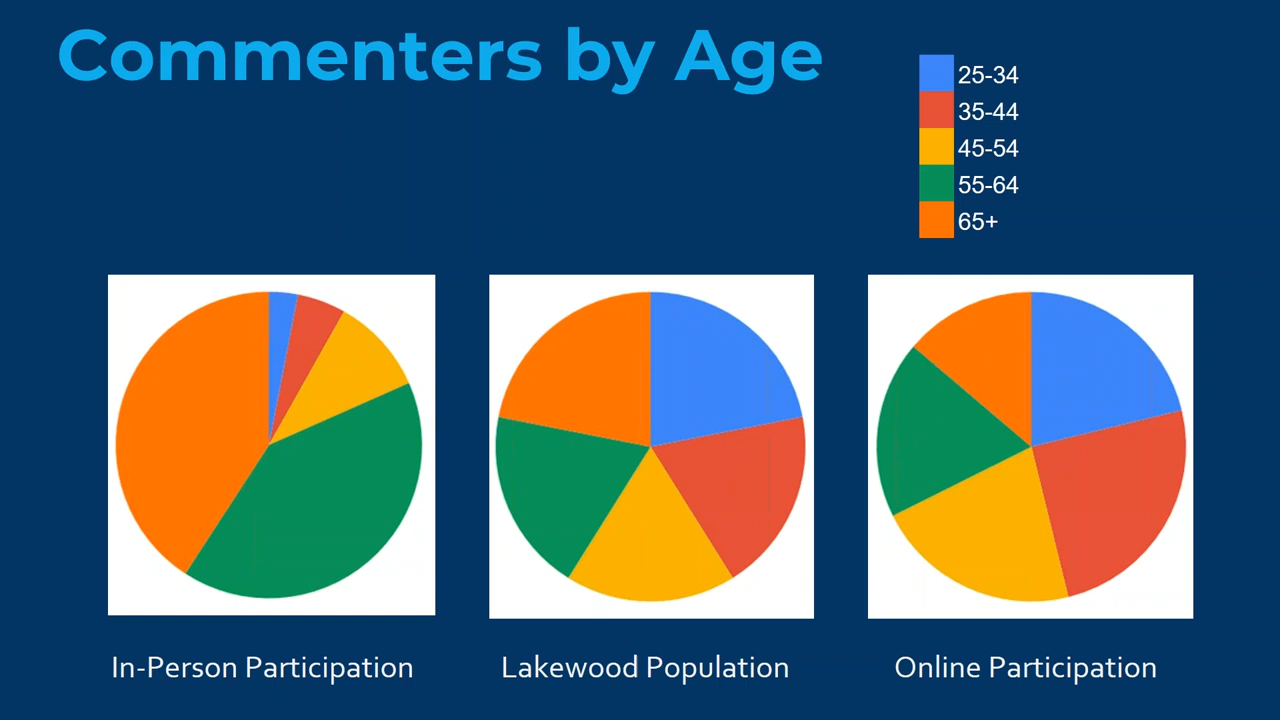 Commenters by Age
25-34
35-44
45-54
55-64
65+
In-Person Participation
Lakewood Population
Online Participation